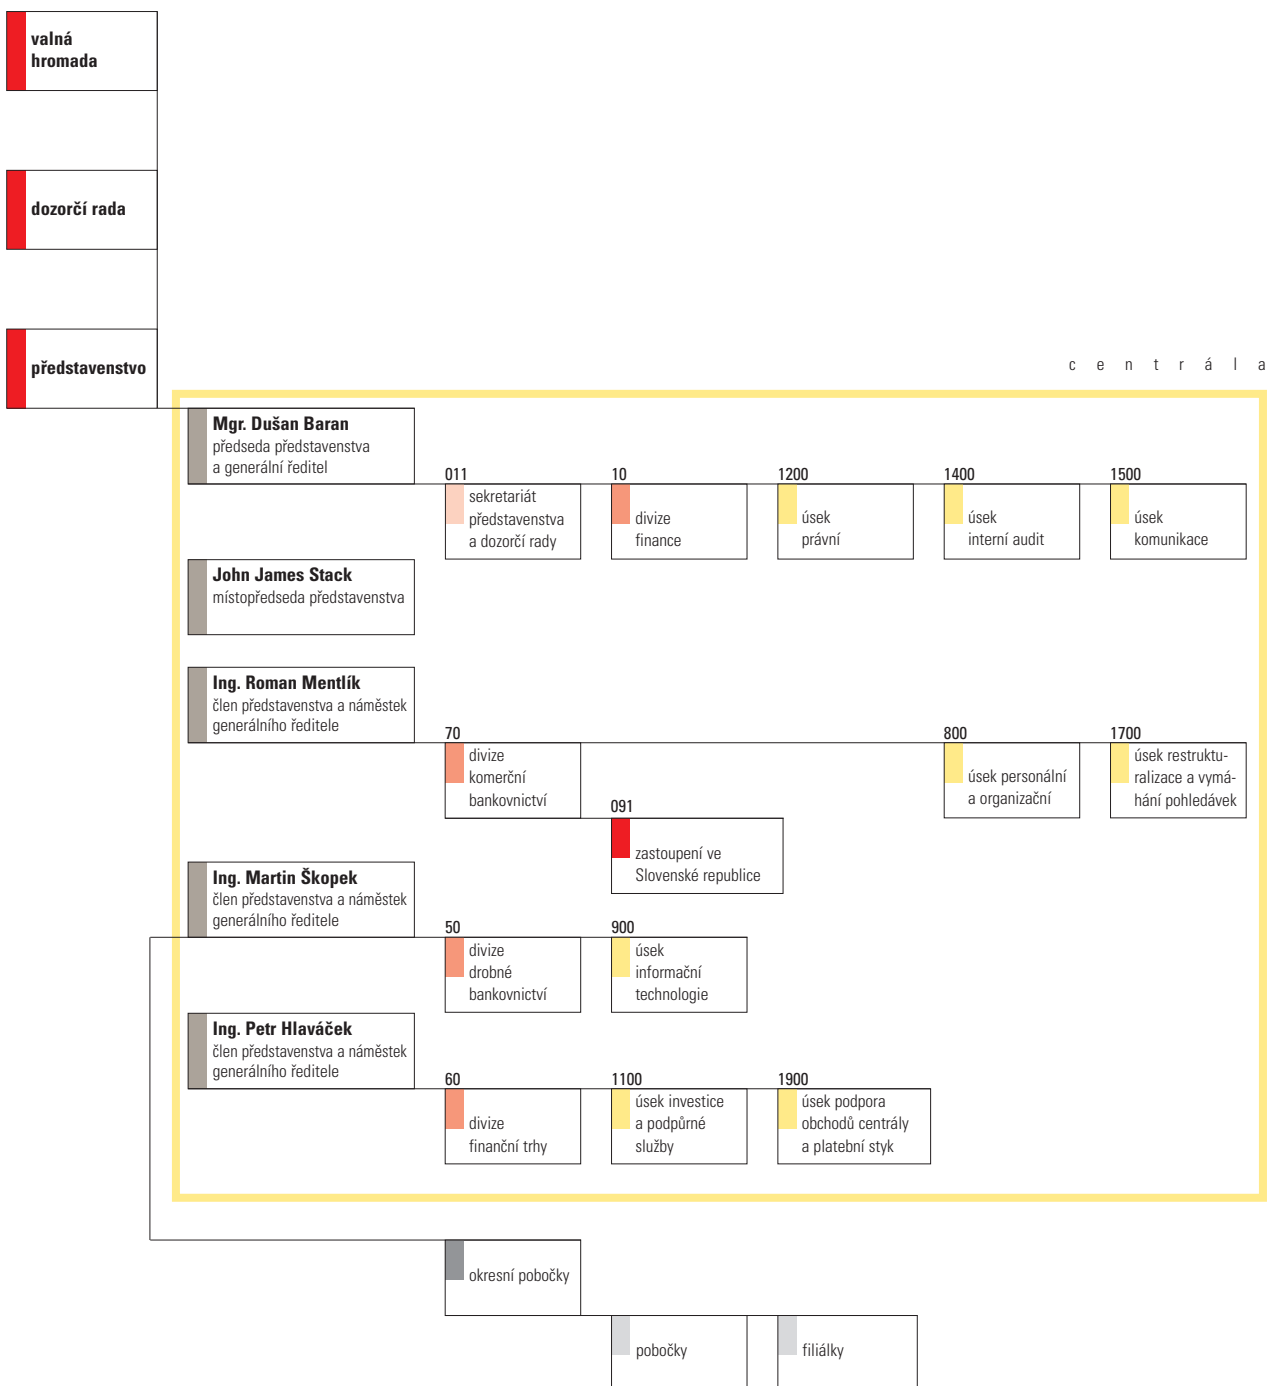 valná
hromada
dozorčí rada
představenstvo
centrála
Mgr. Dušan Baran
předseda představenstva
a generální ředitel
011
sekretariát
představenstva
a dozorčí rady
10
divize
finance
1200
úsek
právní
1400
úsek
interní audit
1500
úsek
komunikace
John James Stack
místopředseda představenstva
Ing. Roman Mentlík
člen představenstva a náměstek
generálního ředitele
70
divize
komerční
bankovnictví
800
úsek personální
a organizační
1700
úsek restruktu-
ralizace a vymá-
hání pohledávek
091
zastoupení ve
Slovenské republice
Ing. Martin Škopek
člen představenstva a náměstek
generálního ředitele
50
divize
drobné
bankovnictví
900
úsek
informační
technologie
Ing. Petr Hlaváček
člen představenstva a náměstek
generálního ředitele
60
divize
finanční trhy
1100
úsek investice
a podpůrné
služby
1900
úsek podpora
obchodů centrály
a platební styk
okresní pobočky
pobočky
filiálky